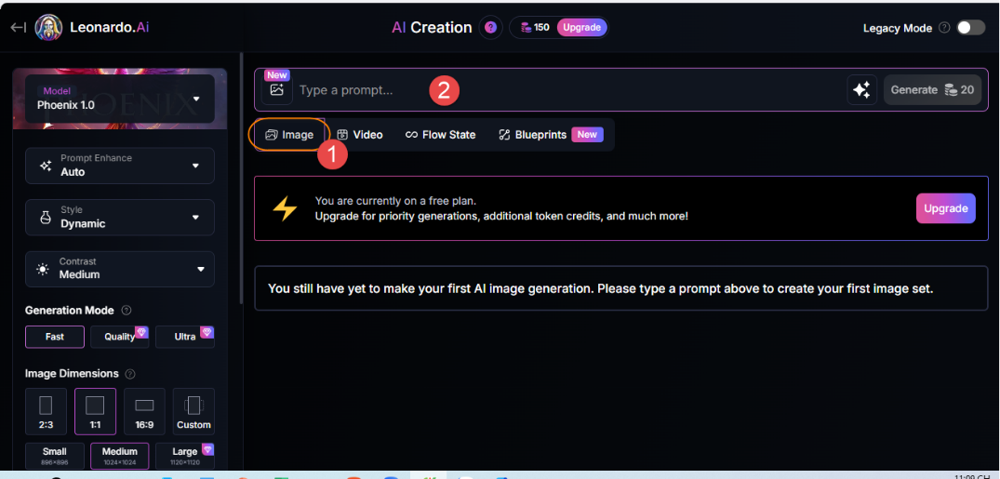 Leonardo.Ai
AI Creation
?
150
Upgrade
Legacy Mode
?
Model
Phoenix 1.0
PHOENIX
New
Type a prompt...
2
Generate
20
Image
Video
Flow State
Blueprints
New
1
Prompt Enhance
Auto
You are currently on a free plan.
Upgrade for priority generations, additional token credits, and much more!
Upgrade
Style
Dynamic
Contrast
Medium
You still have yet to make your first AI image generation. Please type a prompt above to create your first image set.
Generation Mode
?
Fast
Quality
Ultra
Image Dimensions
?
2:3
1:1
16:9
Custom
Small
896×896
Medium
1024×1024
Large
1120×1120
11:09 CH